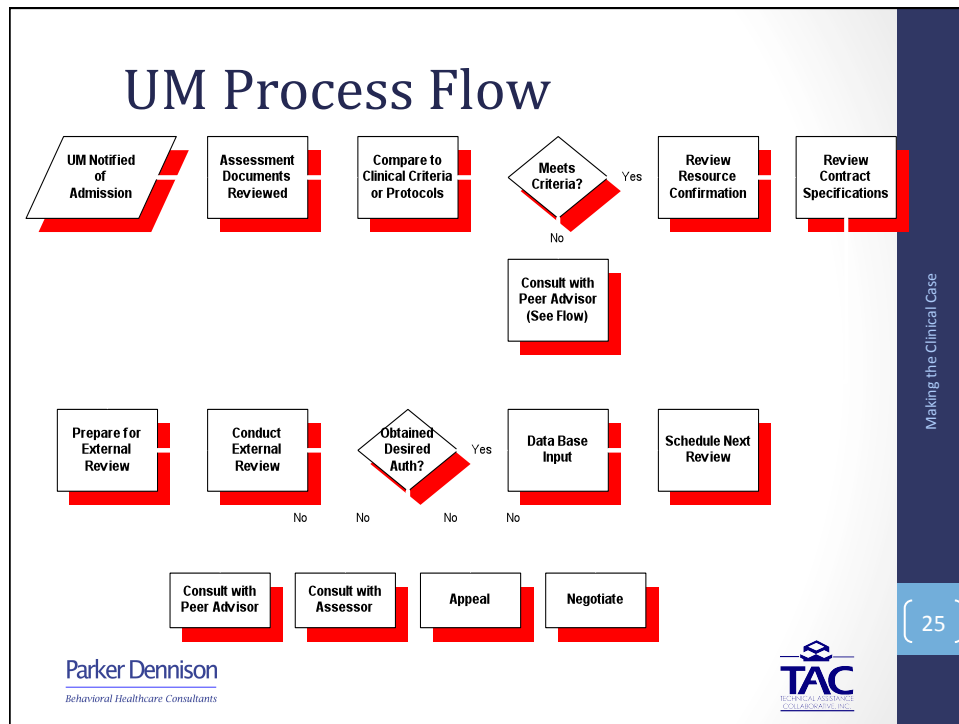 UM Process Flow
UM Notified
of
Admission
Assessment
Documents
Reviewed
Compare to
Clinical Criteria
or Protocols
Meets
Criteria?
Yes
No
Review
Resource
Confirmation
Review
Contract
Specifications
Consult with
Peer Advisor
(See Flow)
Prepare for
External
Review
Conduct
External
Review
Obtained
Desired
Auth?
Yes
Data Base
Input
Schedule Next
Review
No
No
No
No
Consult with
Peer Advisor
Consult with
Assessor
Appeal
Negotiate
Making the Clinical Case
25
Parker Dennison
Behavioral Healthcare Consultants
TAC
TECHNICAL ASSISTANCE
COLLABORATIVE, INC.